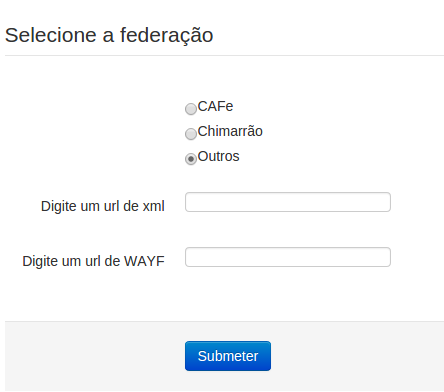 Selecione a federação
CAFe
Chimarrão
Outros
Digite um url de xml
Digite um url de WAYF
Submeter